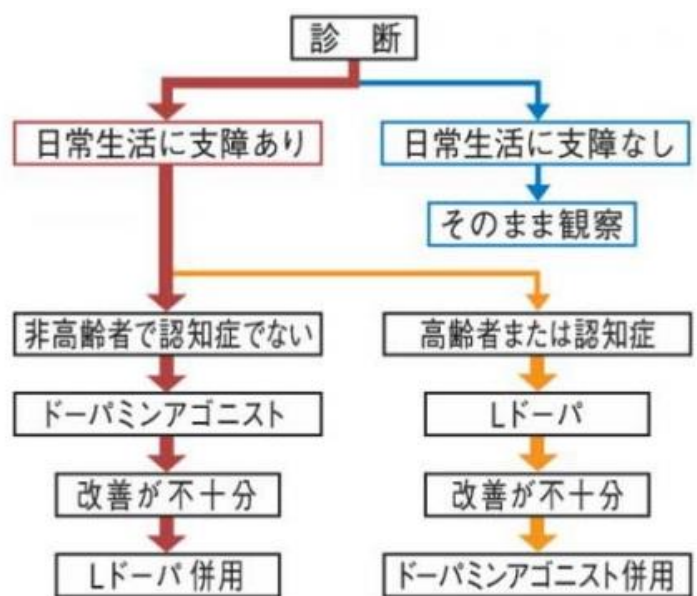 診 断
日常生活に支障あり
日常生活に支障なし
そのまま観察
非高齢者で認知症でない
高齢者または認知症
ドーパミンアゴニスト
Lドーパ
改善が不十分
改善が不十分
Lドーパ併用
ドーパミンアゴニスト併用